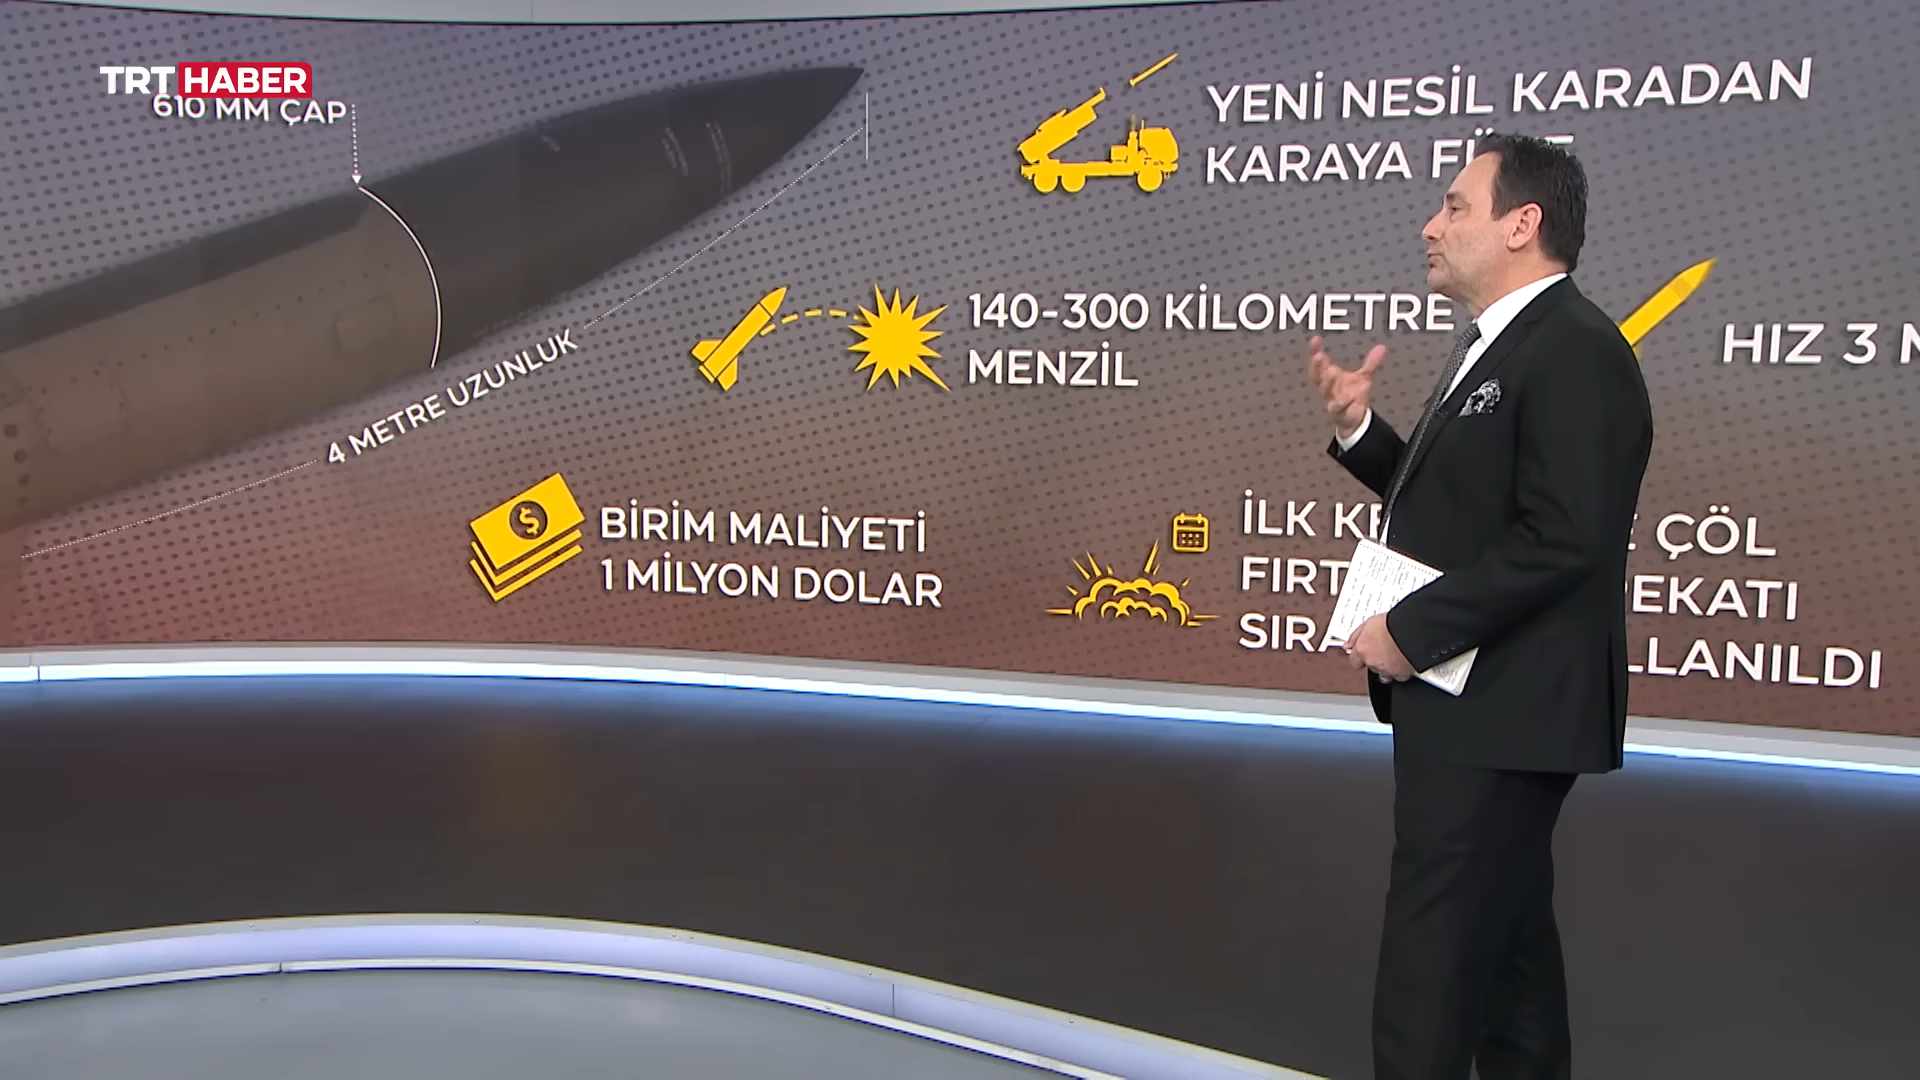 TRT HABER
610 MM ÇAP
4 METRE UZUNLUK
YENİ NESİL KARADAN
KARAYA
140-300 KİLOMETRE
MENZİL
HIZ 3
BİRİM MALİYETİ
1 MİLYON DOLAR
İLK ÇÖL